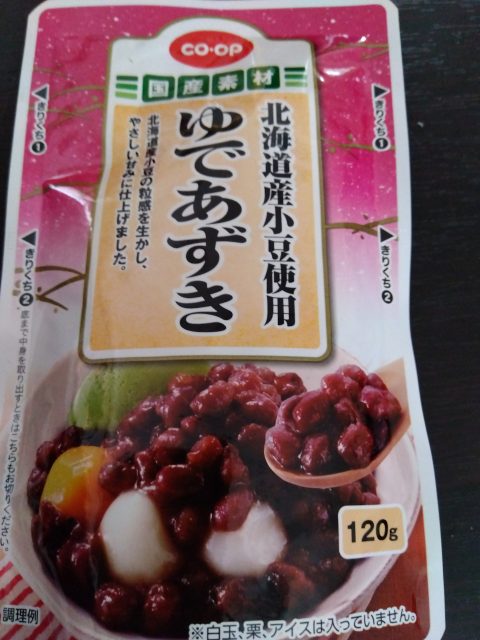 CO·OP
国産素材
北海道産小豆使用
ゆであずき
北海道産小豆の粒感を生かし、
やさしい甘みに仕上げました。
◀きりくち❶
▶きりくち❶
◀きりくち❷
底まで中身を取り出すときはこちらもお切りください。
▶きりくち❷
120g
調理例
※白玉、栗、アイスは入っていません。